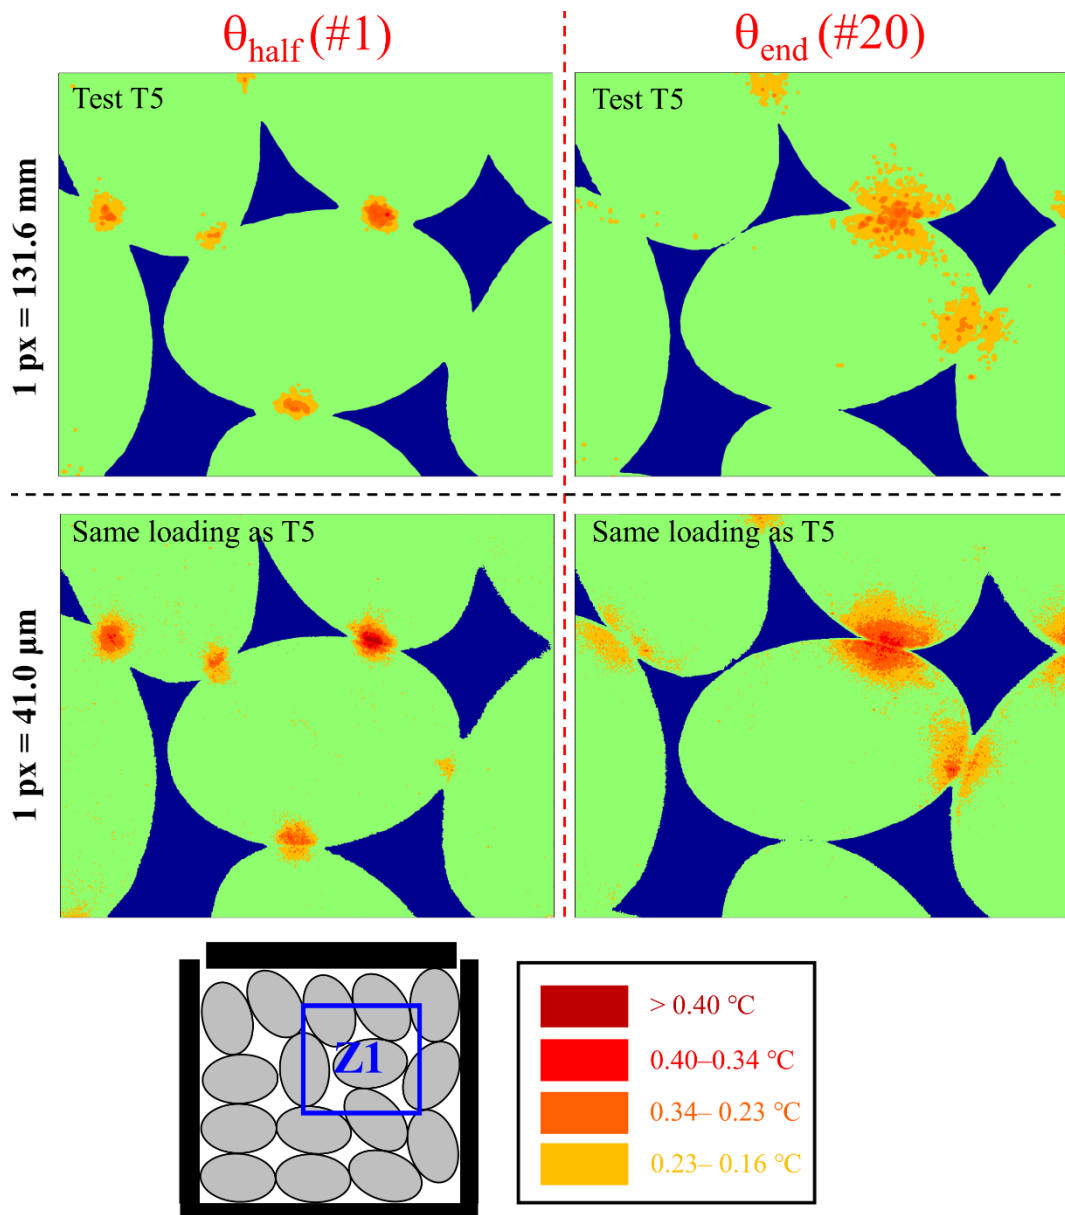 θhalf (#1)
θend (#20)
Test T5
Test T5
1 px = 131.6 mm
Same loading as T5
Same loading as T5
1 px = 41.0 µm
Z1
> 0.40 °C
0.40–0.34 °C
0.34– 0.23 °C
0.23– 0.16 °C